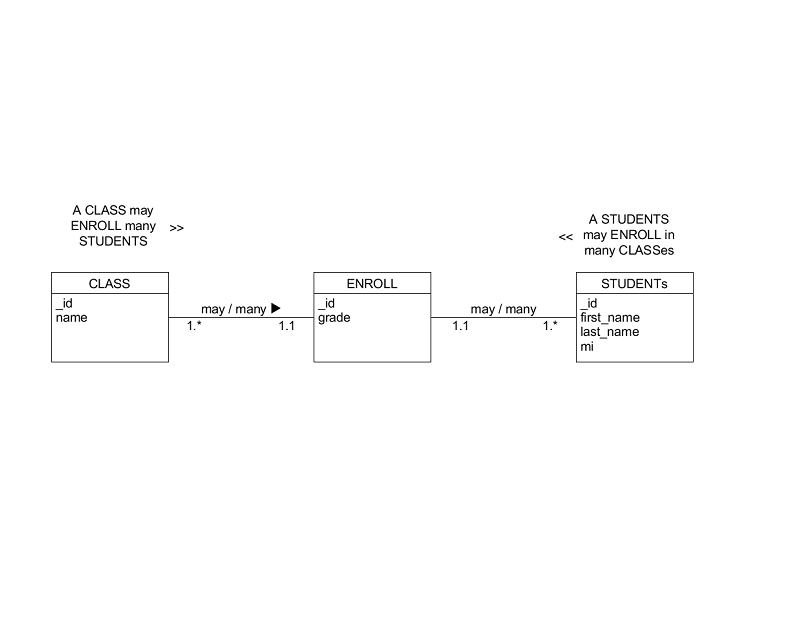 A CLASS may
ENROLL many
STUDENTS
>>
A STUDENTS
may ENROLL in
many CLASSes
<<
CLASS
_id
name
may / many ▶
1.*
1.1
ENROLL
_id
grade
may / many
1.1
1.*
STUDENTs
_id
first_name
last_name
mi